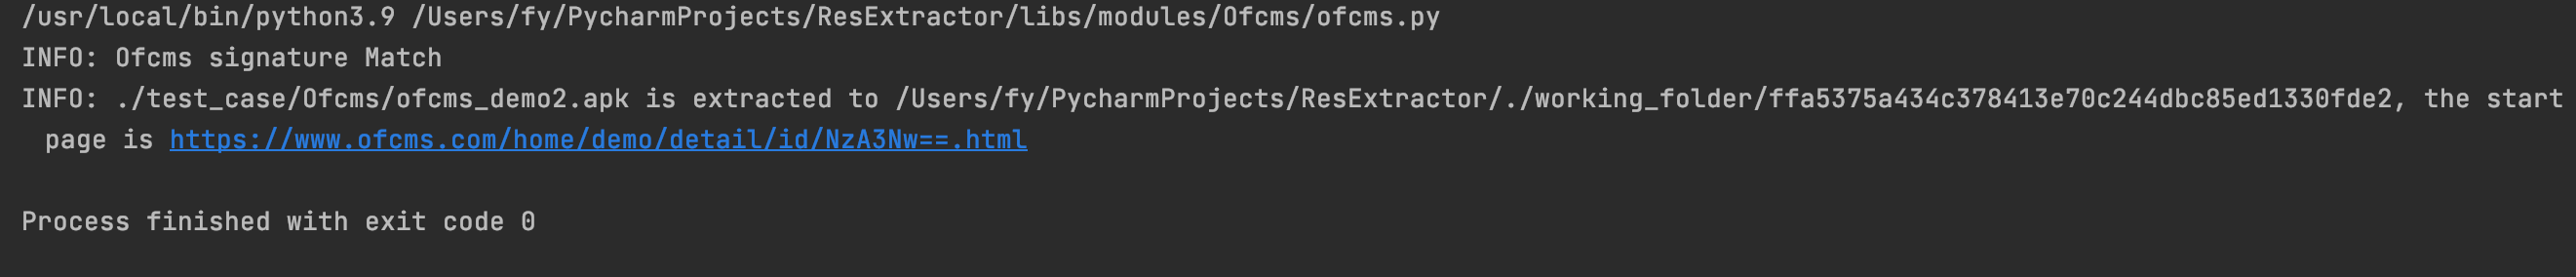 /usr/local/bin/python3.9 /Users/fy/PycharmProjects/ResExtractor/libs/modules/Ofcms/ofcms.py
INFO: Ofcms signature Match
INFO: ./test_case/Ofcms/ofcms_demo2.apk is extracted to /Users/fy/PycharmProjects/ResExtractor/./working_folder/ffa5375a434c378413e70c244dbc85ed1330fde2, the start
page is https://www.ofcms.com/home/demo/detail/id/NzA3Nw==.html
Process finished with exit code 0